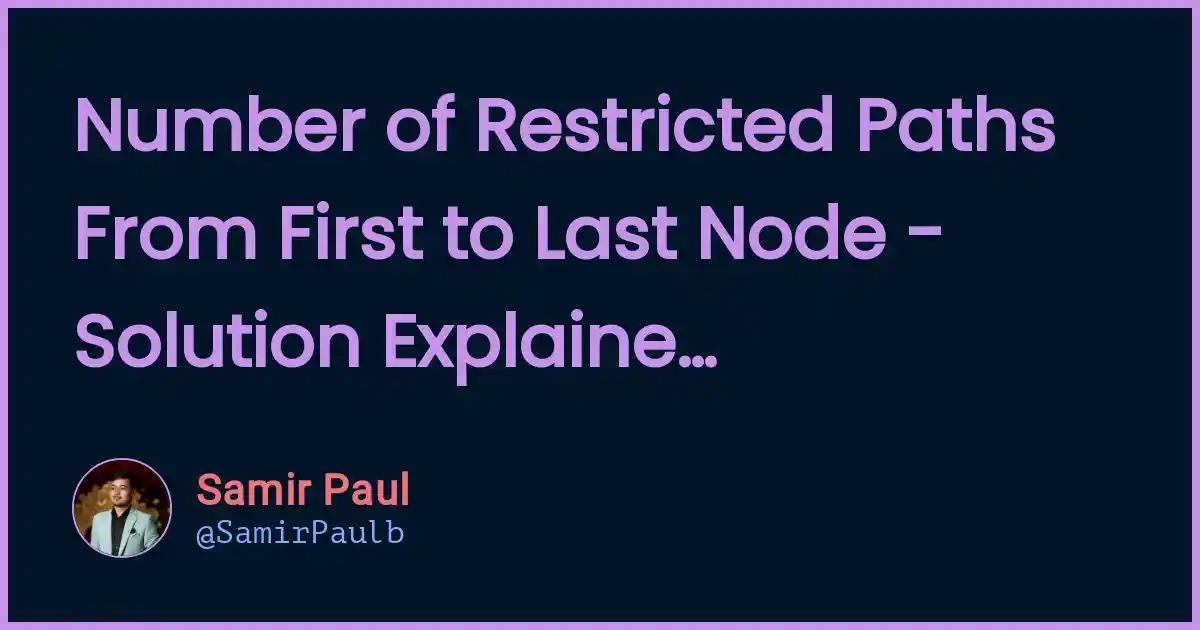 Number of Restricted Paths
From First to Last Node -
Solution Explaine...
Samir Paul
@SamirPaulb